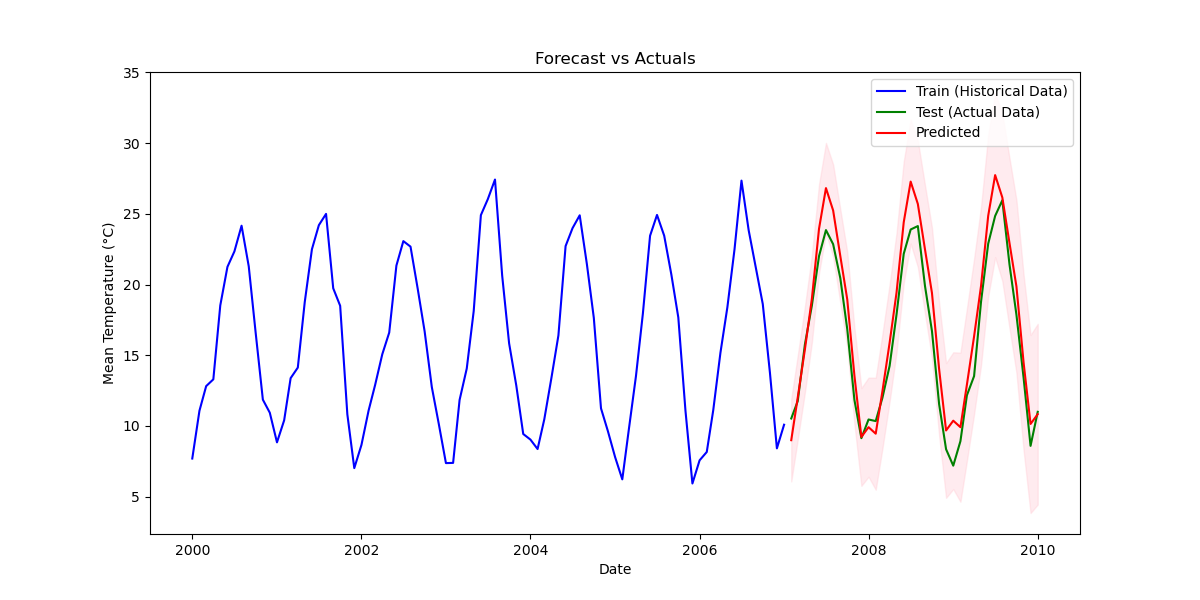 Forecast vs Actuals
35
30
25
20
15
10
5
Mean Temperature (°C)
Train (Historical Data)
Test (Actual Data)
Predicted
2000 2002 2004 2006 2008 2010
Date